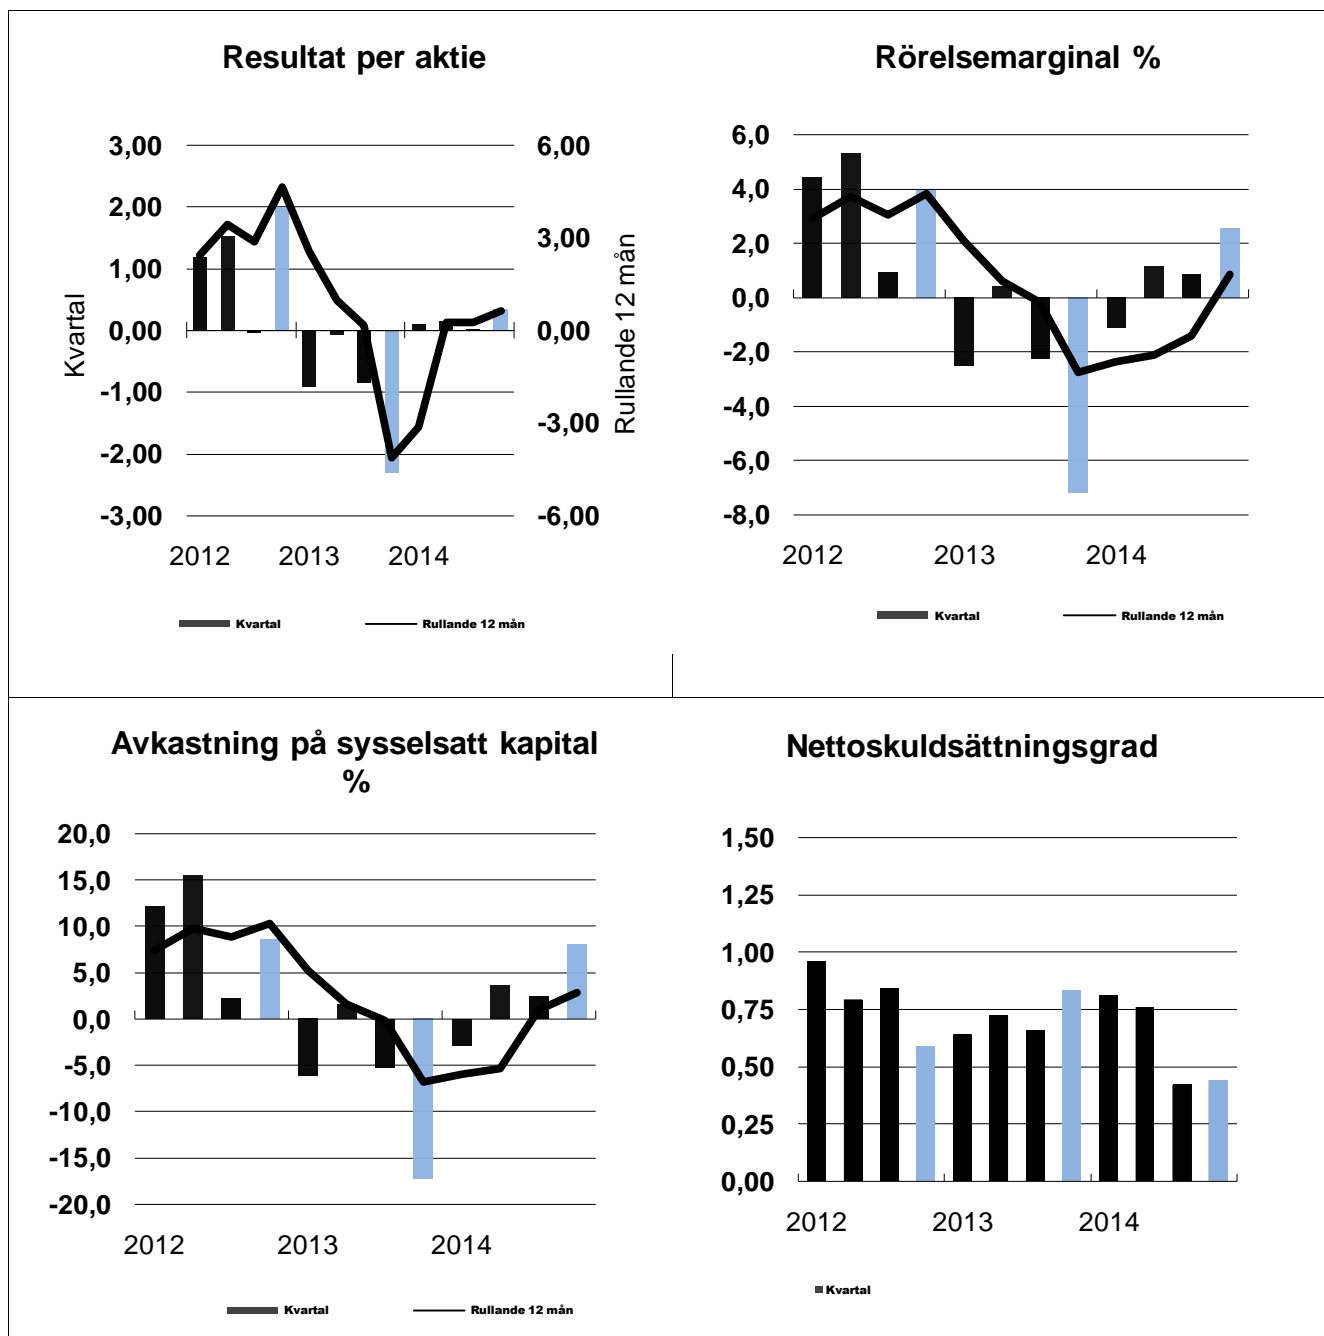 Resultat per aktie
3,00
2,00
1,00
0,00
-1,00
-2,00
-3,00
Kvartal
6,00
3,00
0,00
-3,00
-6,00
Rullande 12 mån
2012 2013 2014
Kvartal Rullande 12 mån
Rörelsemarginal %
6,0
4,0
2,0
0,0
-2,0
-4,0
-6,0
-8,0
2012 2013 2014
Kvartal Rullande 12 mån
Avkastning på sysselsatt kapital
%
20,0
15,0
10,0
5,0
0,0
-5,0
-10,0
-15,0
-20,0
2012 2013 2014
Kvartal Rullande 12 mån
Nettoskuldsättningsgrad
1,50
1,25
1,00
0,75
0,50
0,25
0,00
2012 2013 2014
Kvartal